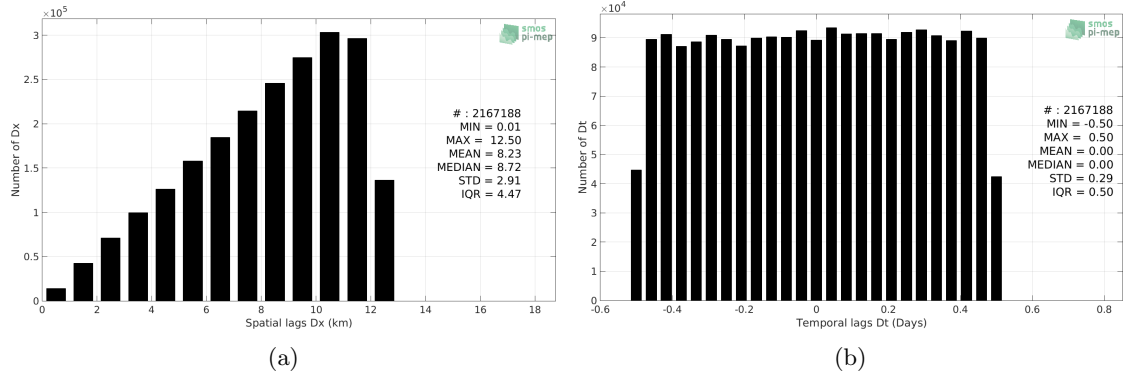 ×10^5
smos
pi-mep
3
2.5
2
1.5
1
0.5
0
Number of Dx
# : 2167188
MIN = 0.01
MAX = 12.50
MEAN = 8.23
MEDIAN = 8.72
STD = 2.91
IQR = 4.47
0 2 4 6 8 10 12 14 16 18
Spatial lags Dx (km)
(a)
×10^4
smos
pi-mep
9
8
7
6
5
4
3
2
1
0
Number of Dt
# : 2167188
MIN = -0.50
MAX = 0.50
MEAN = 0.00
MEDIAN = 0.00
STD = 0.29
IQR = 0.50
-0.6 -0.4 -0.2 0 0.2 0.4 0.6 0.8
Temporal lags Dt (Days)
(b)